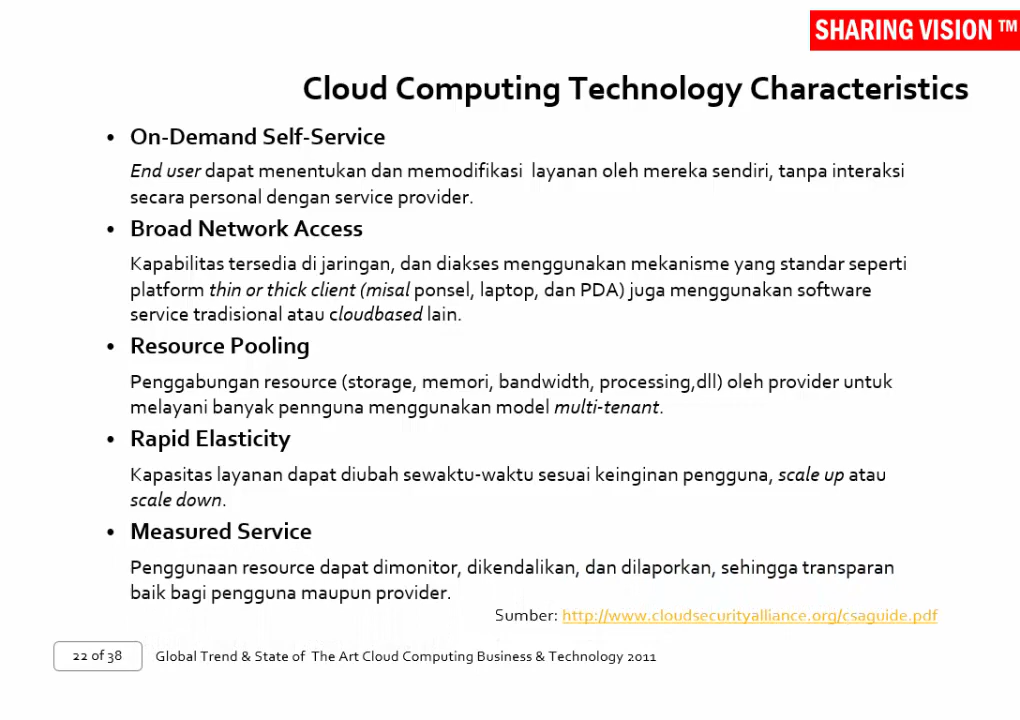 SHARING VISION ™
Cloud Computing Technology Characteristics
• On-Demand Self-Service
End user dapat menentukan dan memodifikasi layanan oleh mereka sendiri, tanpa interaksi
secara personal dengan service provider.
• Broad Network Access
Kapabilitas tersedia di jaringan, dan diakses menggunakan mekanisme yang standar seperti
platform thin or thick client (misal ponsel, laptop, dan PDA) juga menggunakan software
service tradisional atau cloudbased lain.
• Resource Pooling
Penggabungan resource (storage, memori, bandwidth, processing,dll) oleh provider untuk
melayani banyak pennguna menggunakan model multi-tenant.
• Rapid Elasticity
Kapasitas layanan dapat diubah sewaktu-waktu sesuai keinginan pengguna, scale up atau
scale down.
• Measured Service
Penggunaan resource dapat dimonitor, dikendalikan, dan dilaporkan, sehingga transparan
baik bagi pengguna maupun provider.
Sumber: http://www.cloudsecurityalliance.org/csaguide.pdf
22 of 38 Global Trend & State of The Art Cloud Computing Business & Technology 2011